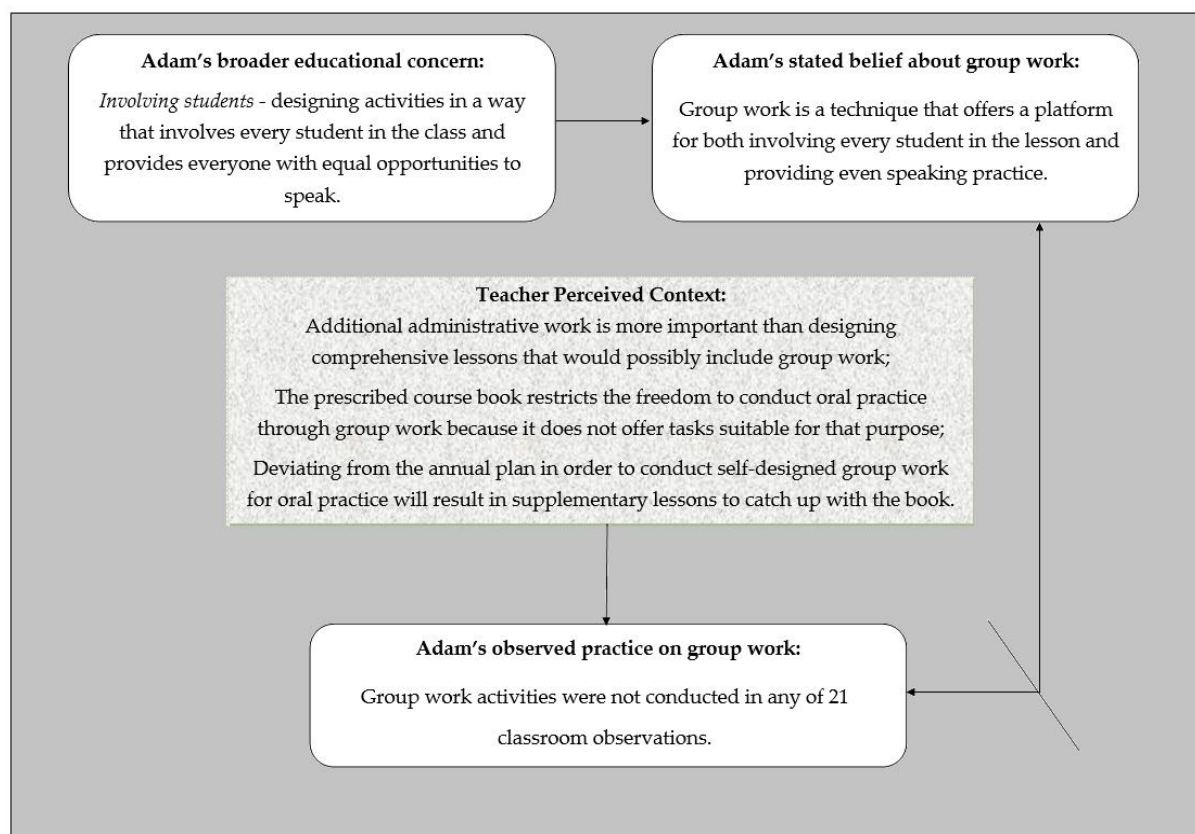 Adam’s broader educational concern:
Involving students - designing activities in a way
that involves every student in the class and
provides everyone with equal opportunities to
speak.
Adam’s stated belief about group work:
Group work is a technique that offers a platform
for both involving every student in the lesson and
providing even speaking practice.
Teacher Perceived Context:
Additional administrative work is more important than designing
comprehensive lessons that would possibly include group work;
The prescribed course book restricts the freedom to conduct oral practice
through group work because it does not offer tasks suitable for that purpose;
Deviating from the annual plan in order to conduct self-designed group work
for oral practice will result in supplementary lessons to catch up with the book.
Adam’s observed practice on group work:
Group work activities were not conducted in any of 21
classroom observations.